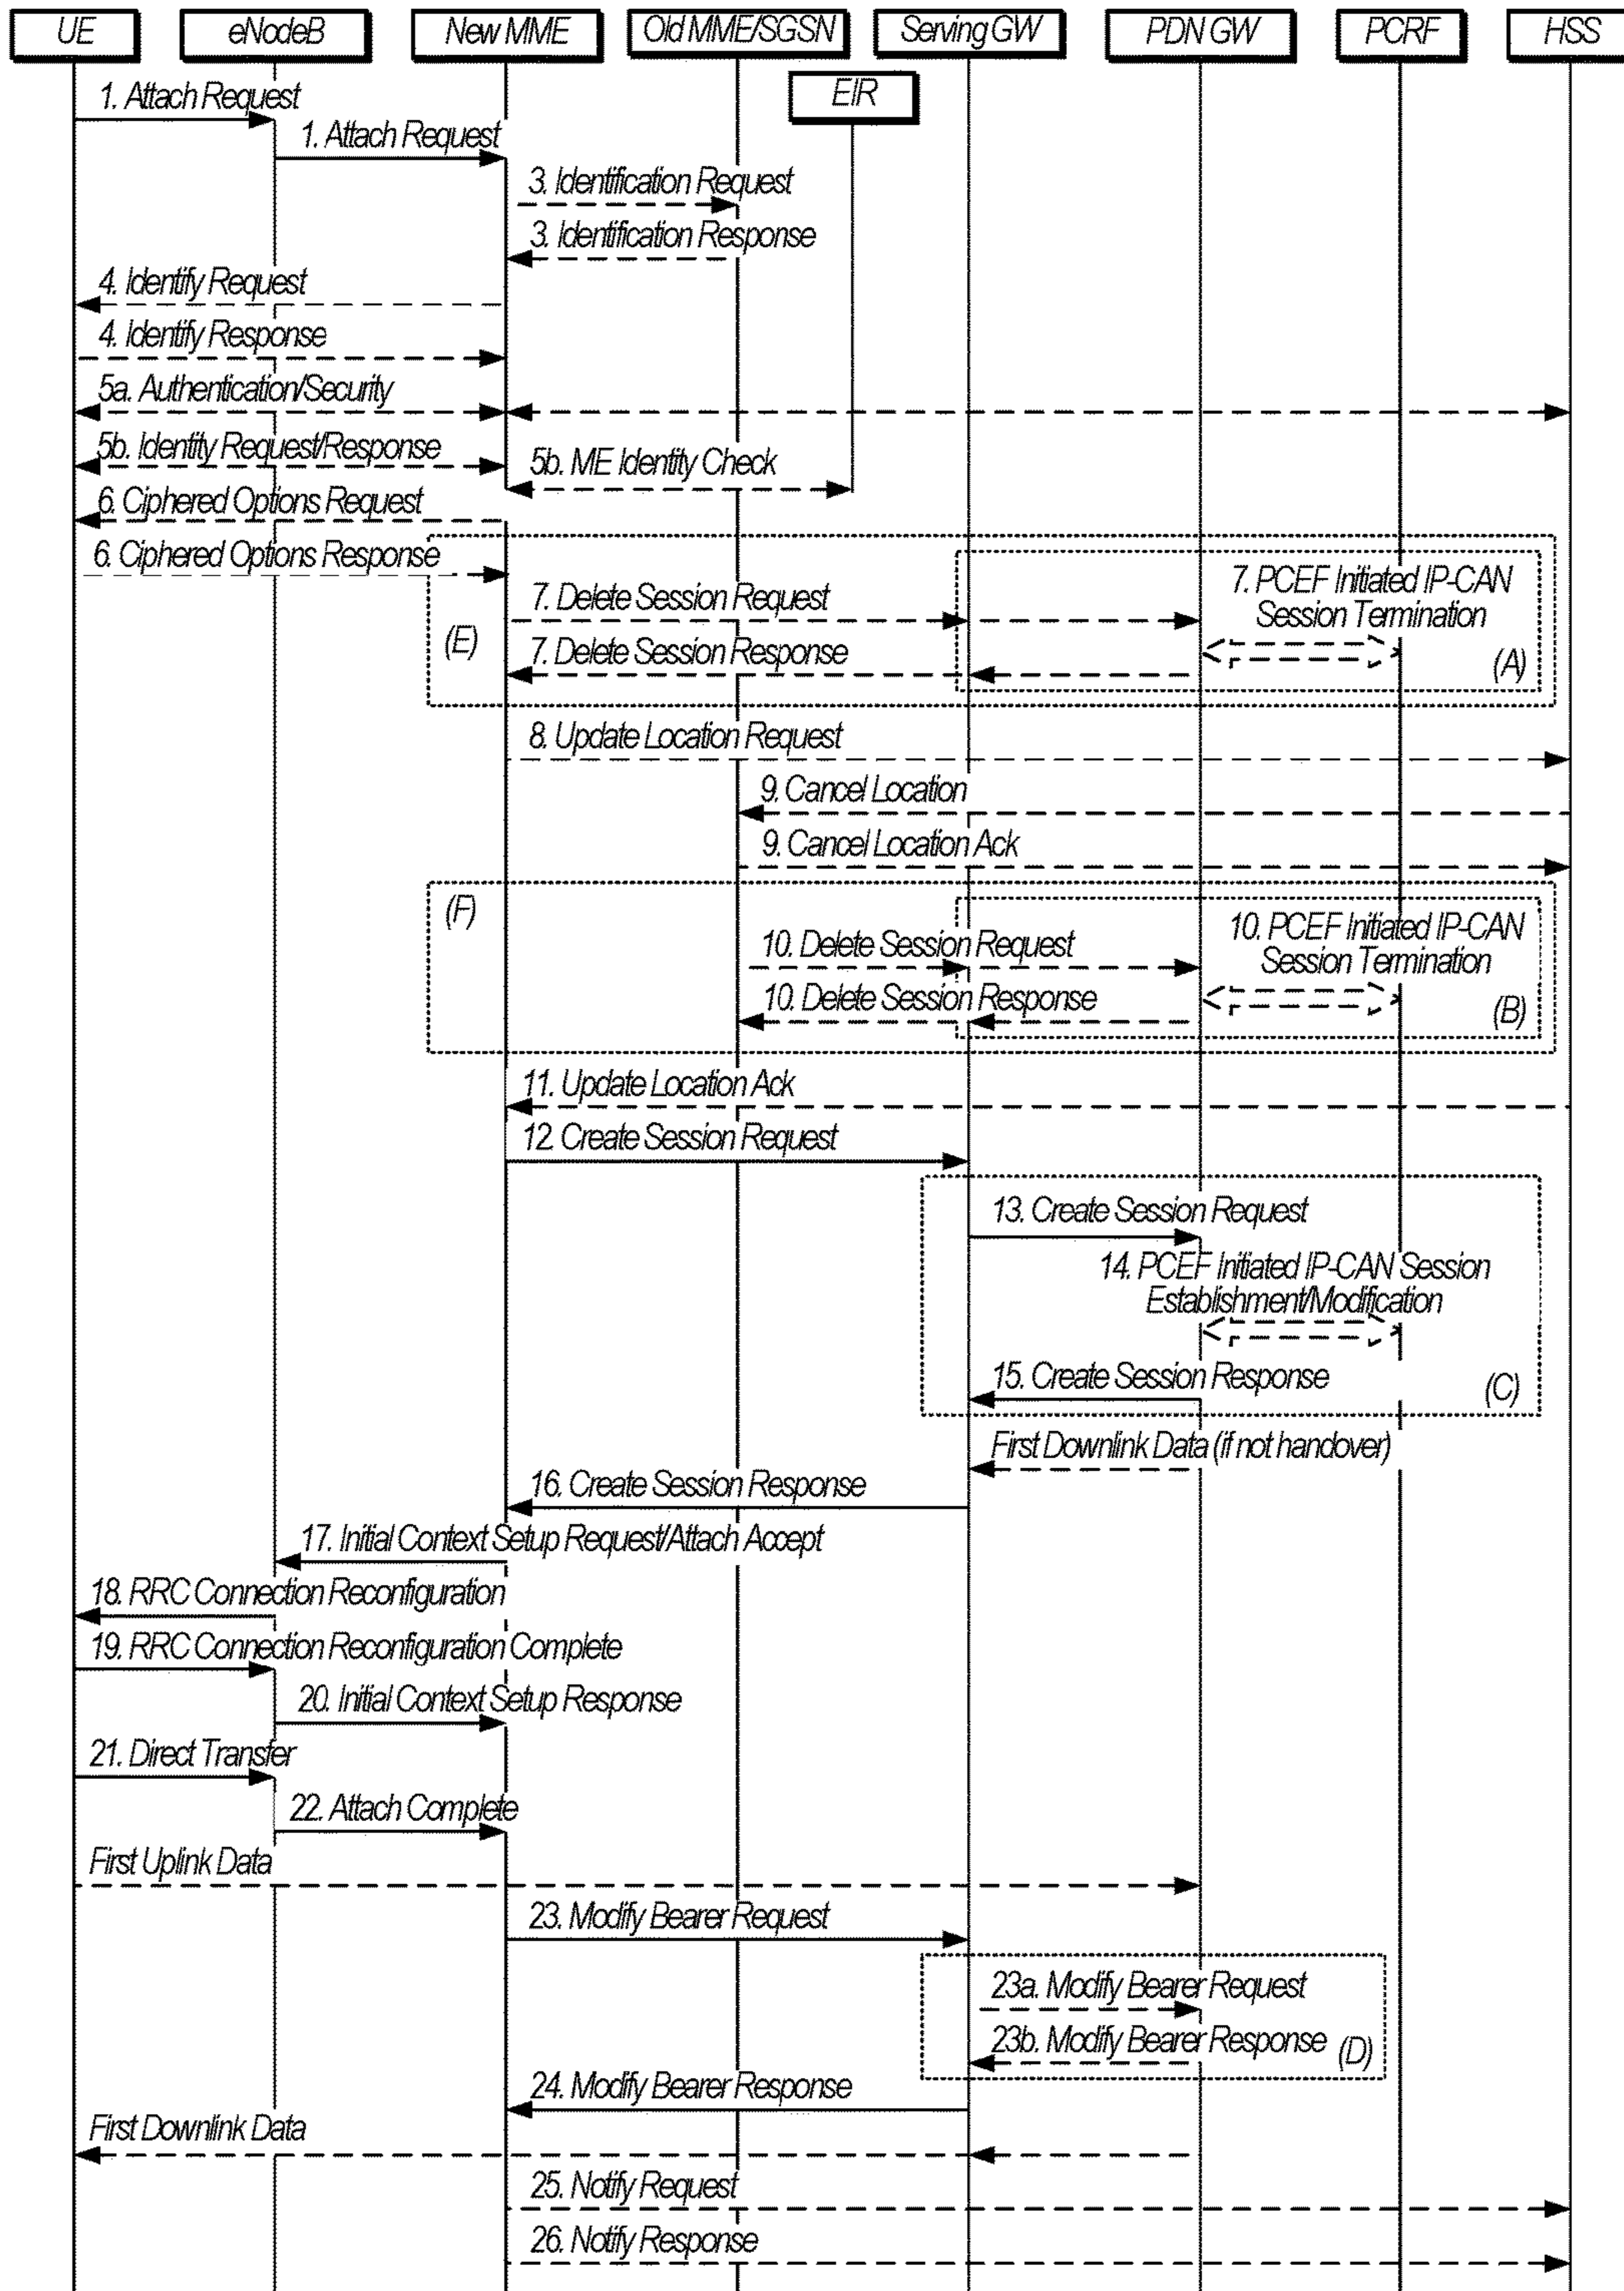 UE
eNodeB
New MME
Old MME/SGSN
Serving GW
PDN GW
PCRF
HSS
EIR
1. Attach Request
1. Attach Request
3. Identification Request
3. Identification Response
4. Identify Request
4. Identify Response
5a. Authentication/Security
5b. Identity Request/Response
5b. ME Identity Check
6. Ciphered Options Request
6. Ciphered Options Response
7. PCEF Initiated IP-CAN
Session Termination
7. Delete Session Request
(E)
7. Delete Session Response
(A)
8. Update Location Request
9. Cancel Location
9. Cancel Location Ack
(F)
10. PCEF Initiated IP-CAN
Session Termination
10. Delete Session Request
10. Delete Session Response
(B)
11. Update Location Ack
12. Create Session Request
13. Create Session Request
14. PCEF Initiated IP-CAN Session
Establishment/Modification
15. Create Session Response
(C)
First Downlink Data (if not handover)
16. Create Session Response
17. Initial Context Setup Request/Attach Accept
18. RRC Connection Reconfiguration
19. RRC Connection Reconfiguration Complete
20. Initial Context Setup Response
21. Direct Transfer
22. Attach Complete
First Uplink Data
23. Modify Bearer Request
23a. Modify Bearer Request
23b. Modify Bearer Response
(D)
24. Modify Bearer Response
First Downlink Data
25. Notify Request
26. Notify Response